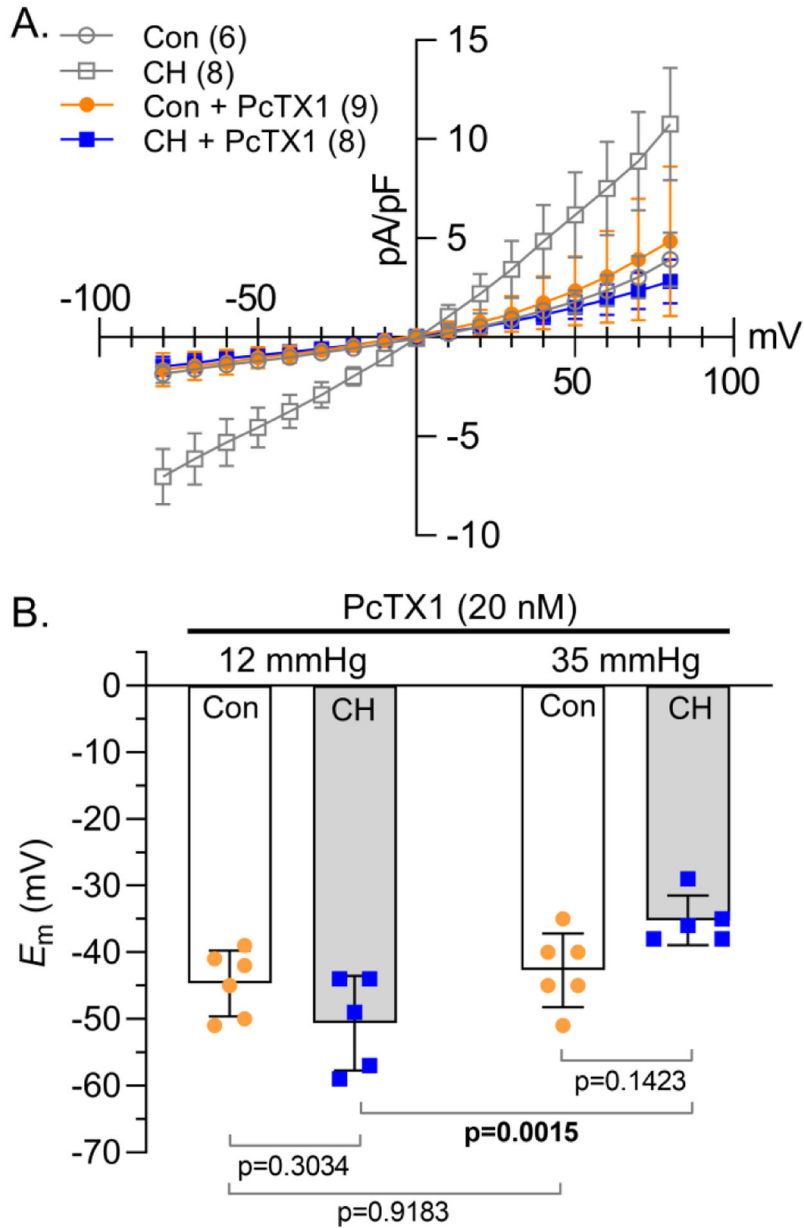 A.
Con (6)
CH (8)
Con + PcTX1 (9)
CH + PcTX1 (8)
15
10
pA/pF
5
-100
-50
mV
50
100
-5
-10
B.
PcTX1 (20 nM)
12 mmHg
35 mmHg
0
Con
CH
Con
CH
-10
-20
-30
Em (mV)
-40
-50
-60
-70
p=0.1423
p=0.0015
p=0.3034
p=0.9183